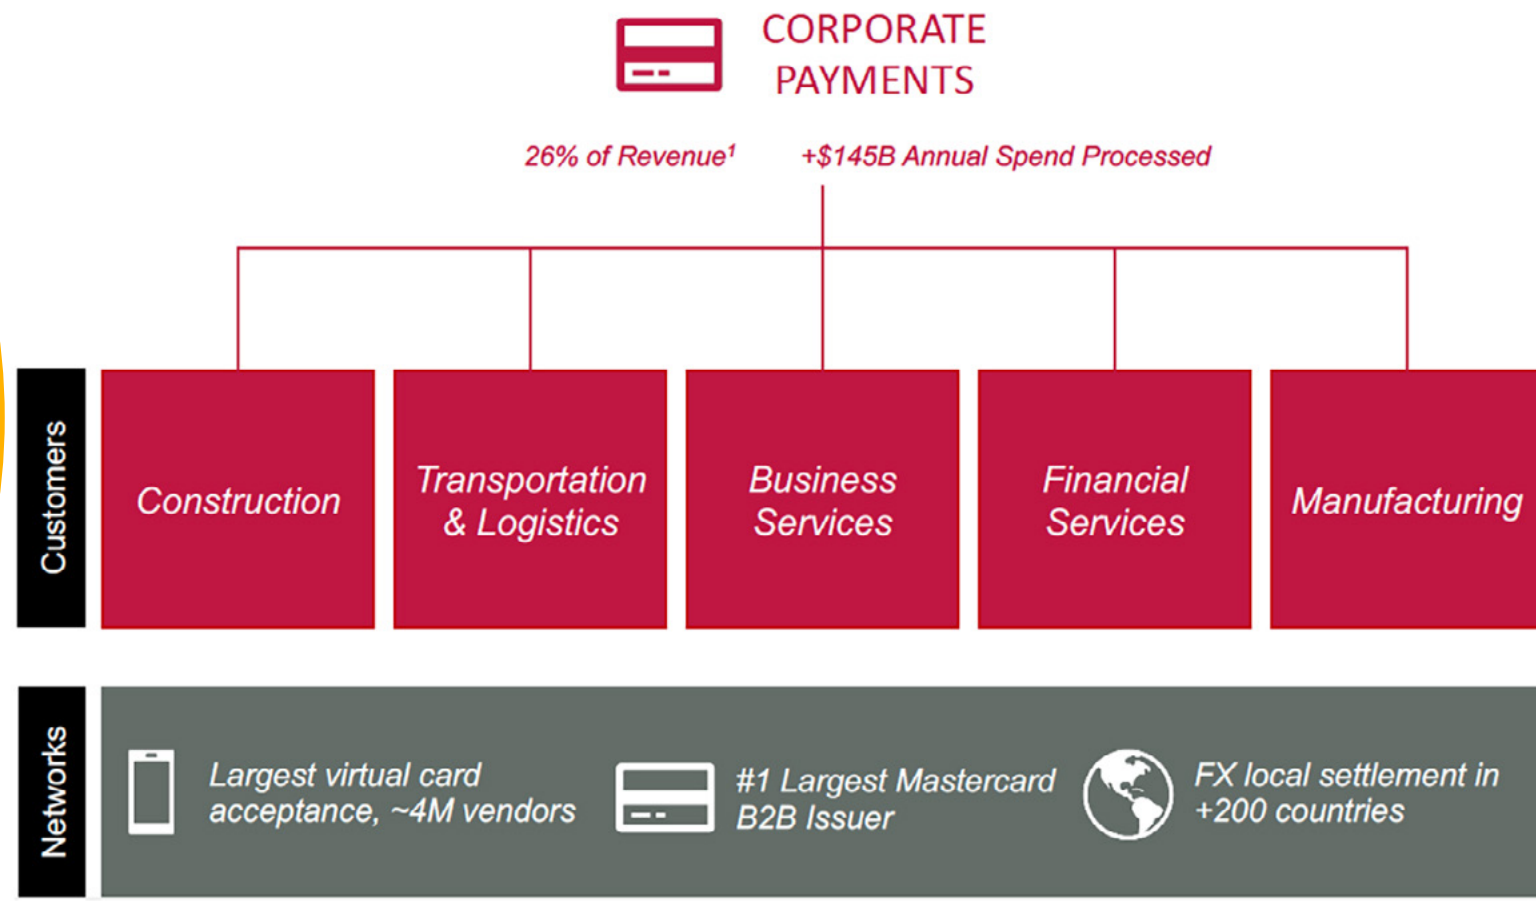 CORPORATE
PAYMENTS
26% of Revenue¹
+$145B Annual Spend Processed
Customers
Construction
Transportation
& Logistics
Business
Services
Financial
Services
Manufacturing
Networks
Largest virtual card
acceptance, ~4M vendors
#1 Largest Mastercard
B2B Issuer
FX local settlement in
+200 countries